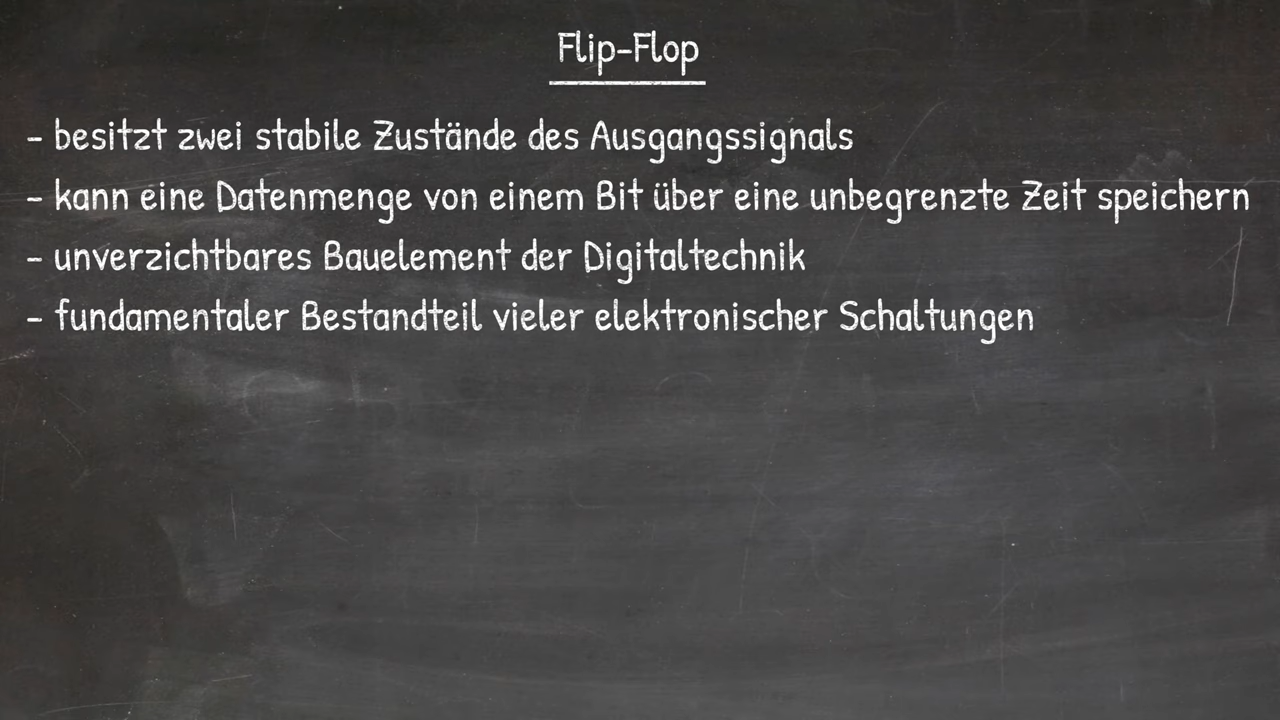 Flip-Flop
- besitzt zwei stabile Zustände des Ausgangssignals
- kann eine Datenmenge von einem Bit über eine unbegrenzte Zeit speichern
- unverzichtbares Bauelement der Digitaltechnik
- fundamentaler Bestandteil vieler elektronischer Schaltungen